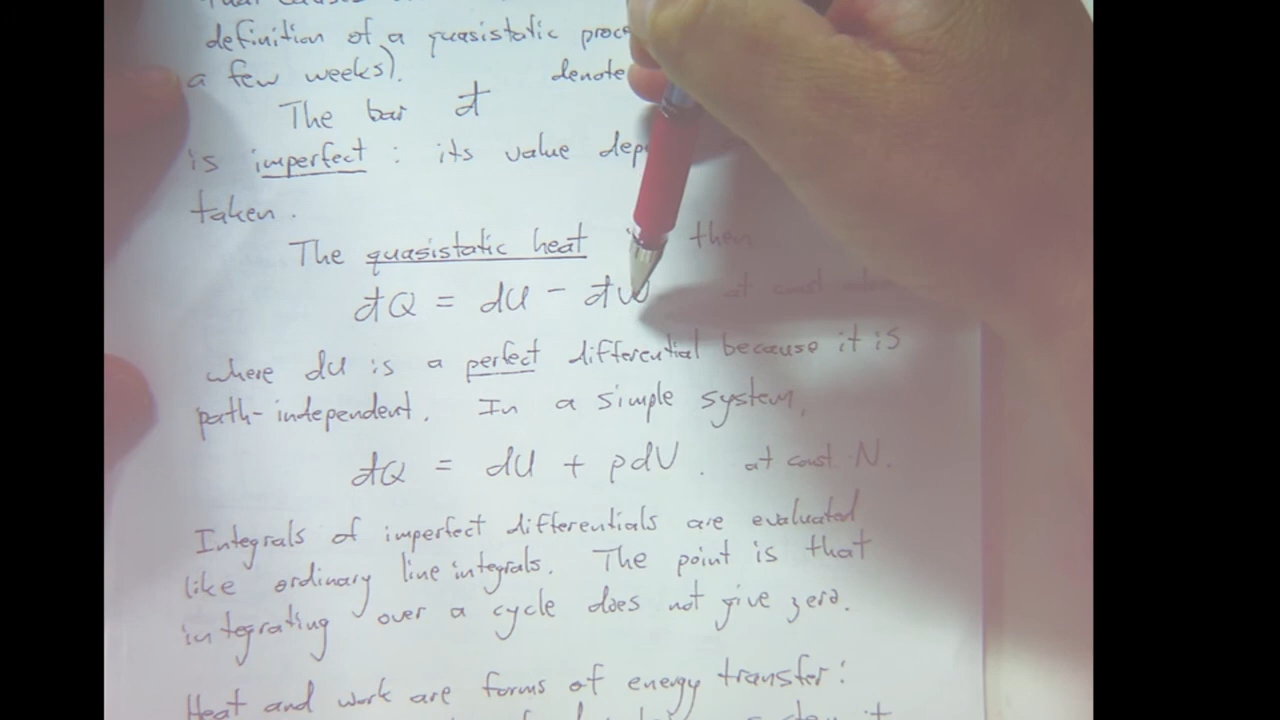 definition of a quasistatic proc
a few weeks). denote
The bar đ
is imperfect : its value dep
taken .
The quasistatic heat then
đQ = dU - đW at const
where dU is a perfect differential because it is
path-independent. In a simple system,
đQ = dU + pdV . at const N.
Integrals of imperfect differentials are evaluated
like ordinary line integrals. The point is that
integrating over a cycle does not give zero.
Heat and work are forms of energy transfer: